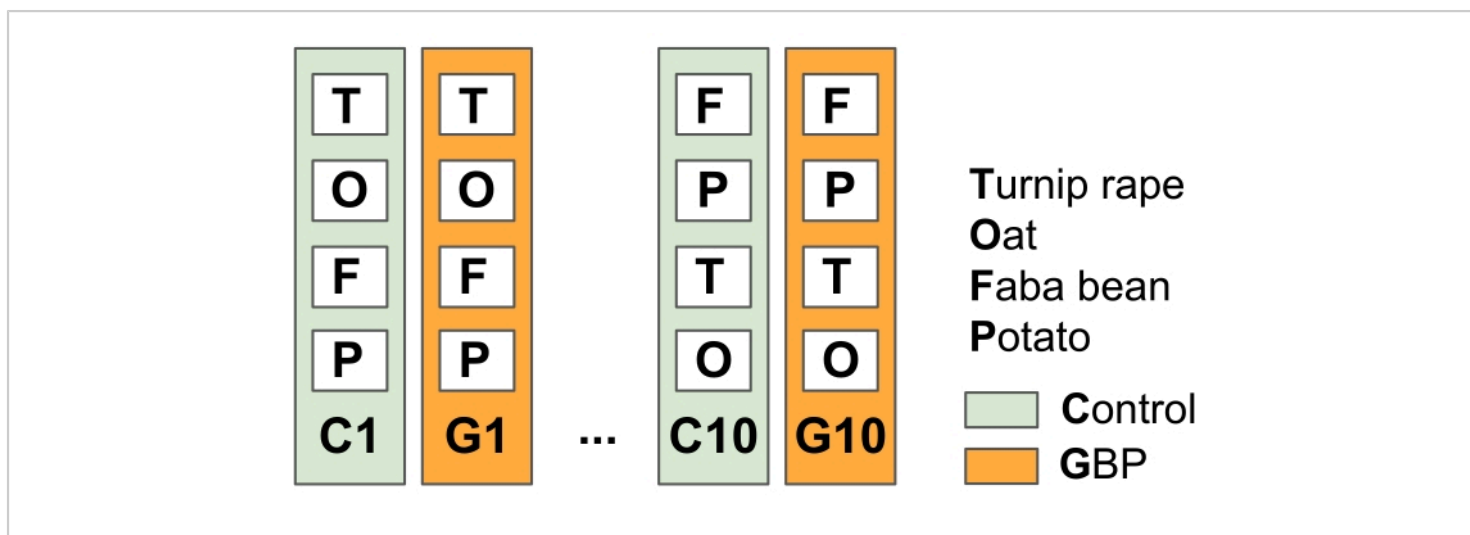 T T F F
O O P P
F F T T
P P O O
C1 G1 ... C10 G10
Turnip rape
Oat
Faba bean
Potato
Control
GBP